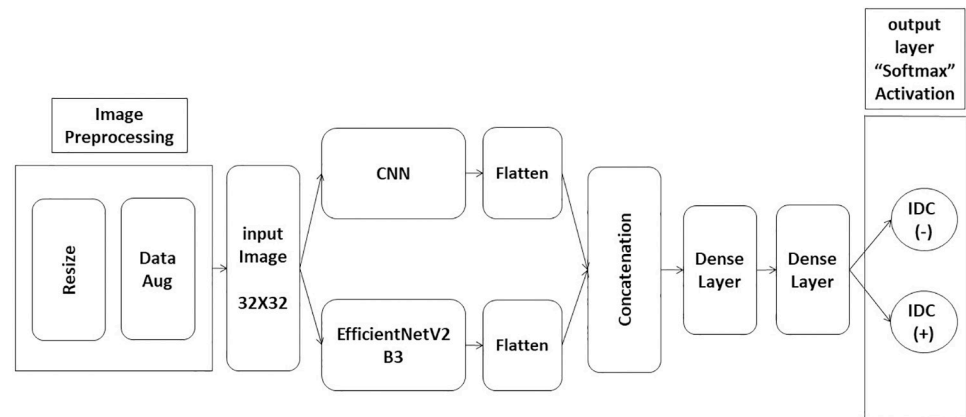 Image
Preprocessing
Resize
Data
Aug
input
Image
32X32
CNN
Flatten
EfficientNetV2
B3
Flatten
Concatenation
Dense
Layer
Dense
Layer
output
layer
“Softmax”
Activation
IDC
(-)
IDC
(+)